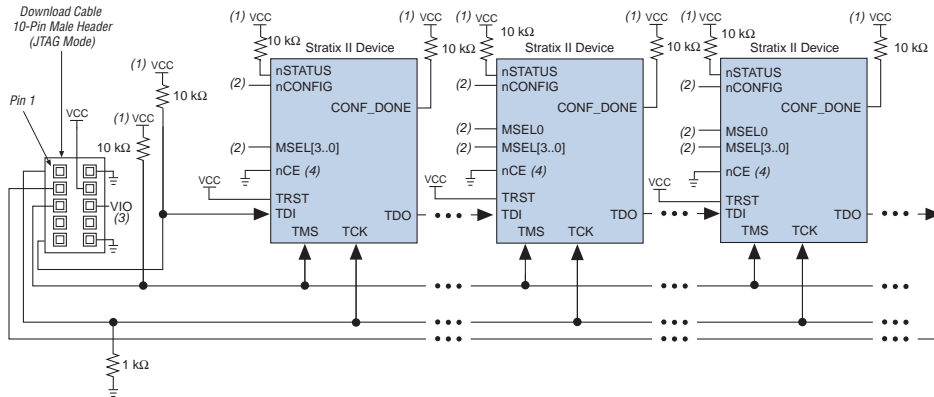 Download Cable
10-Pin Male Header
(JTAG Mode)
Pin 1
VCC
VIO
(3)
(1) VCC
10 kΩ
(1) VCC
10 kΩ
1 kΩ
(1) VCC
10 kΩ
(1) VCC
10 kΩ
Stratix II Device
nSTATUS
(2) nCONFIG
CONF_DONE
(2) MSEL[3..0]
nCE (4)
VCC
TRST
TDI
TDO
TMS
TCK
(1) VCC
10 kΩ
(1) VCC
10 kΩ
Stratix II Device
nSTATUS
(2) nCONFIG
CONF_DONE
(2) MSEL0
(2) MSEL[3..0]
nCE (4)
VCC
TRST
TDI
TDO
TMS
TCK
(1) VCC
10 kΩ
(1) VCC
10 kΩ
Stratix II Device
nSTATUS
(2) nCONFIG
CONF_DONE
(2) MSEL0
(2) MSEL[3..0]
nCE (4)
VCC
TRST
TDI
TDO
TMS
TCK